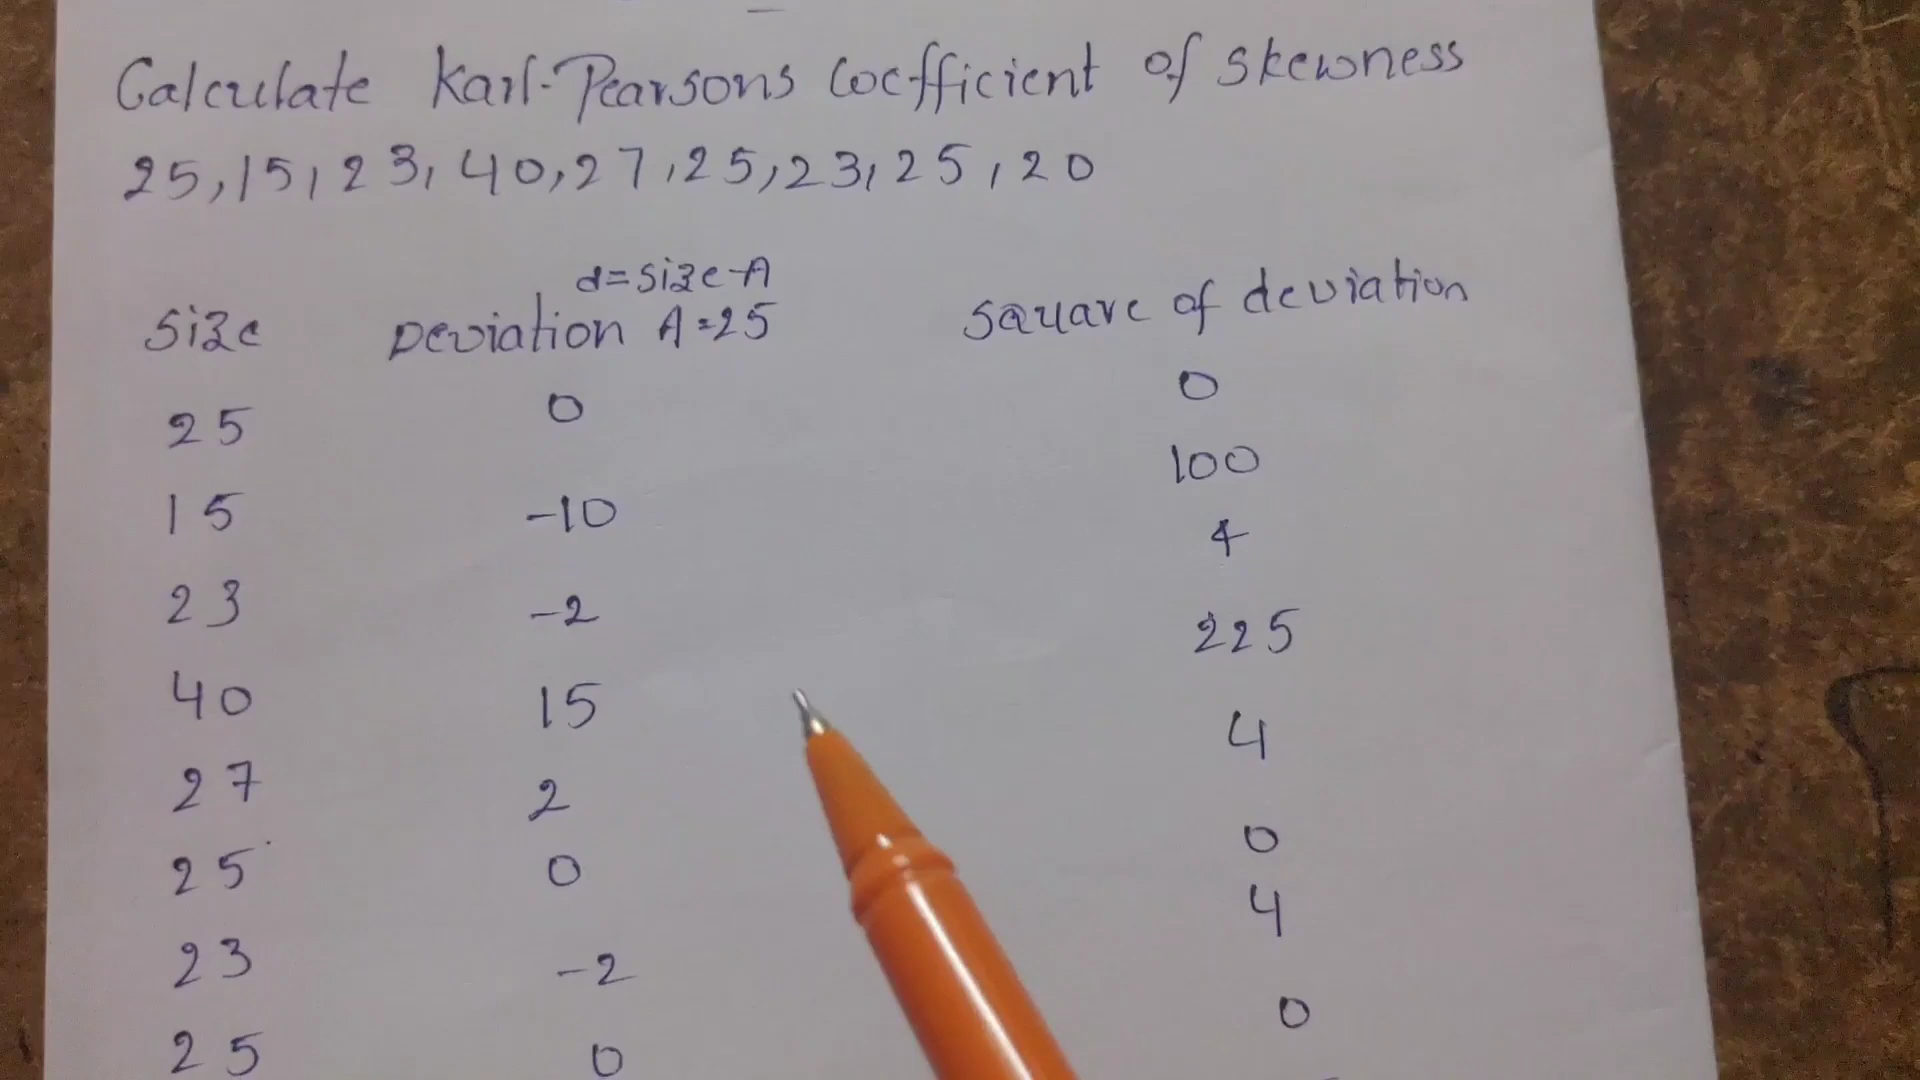 Calculate Karl-Pearsons Coefficient of skewness
25,15,23,40,27,25,23,25,20
d=size-A
Size Deviation A=25 Square of deviation
25 0 0
15 -10 100
23 -2 4
40 15 225
27 2 4
25 0 0
23 -2 4
25 0 0